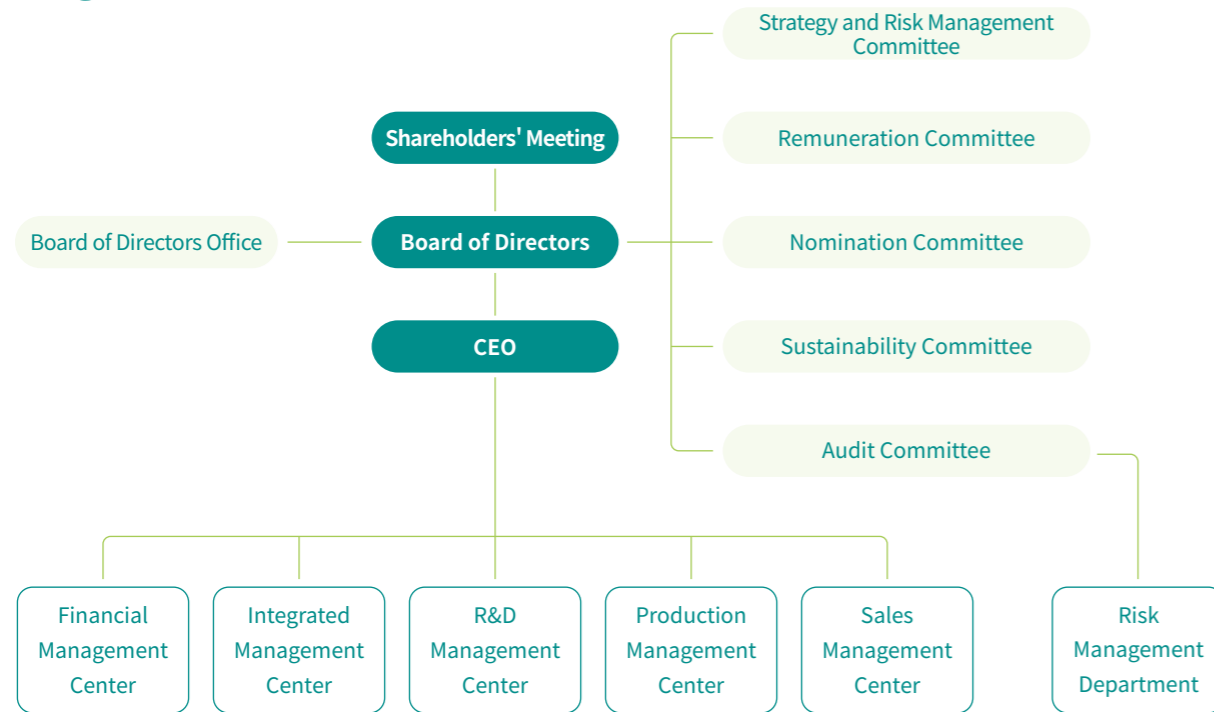 Strategy and Risk Management
Committee
Shareholders' Meeting
Remuneration Committee
Board of Directors Office
Board of Directors
Nomination Committee
CEO
Sustainability Committee
Audit Committee
Financial
Management
Center
Integrated
Management
Center
R&D
Management
Center
Production
Management
Center
Sales
Management
Center
Risk
Management
Department